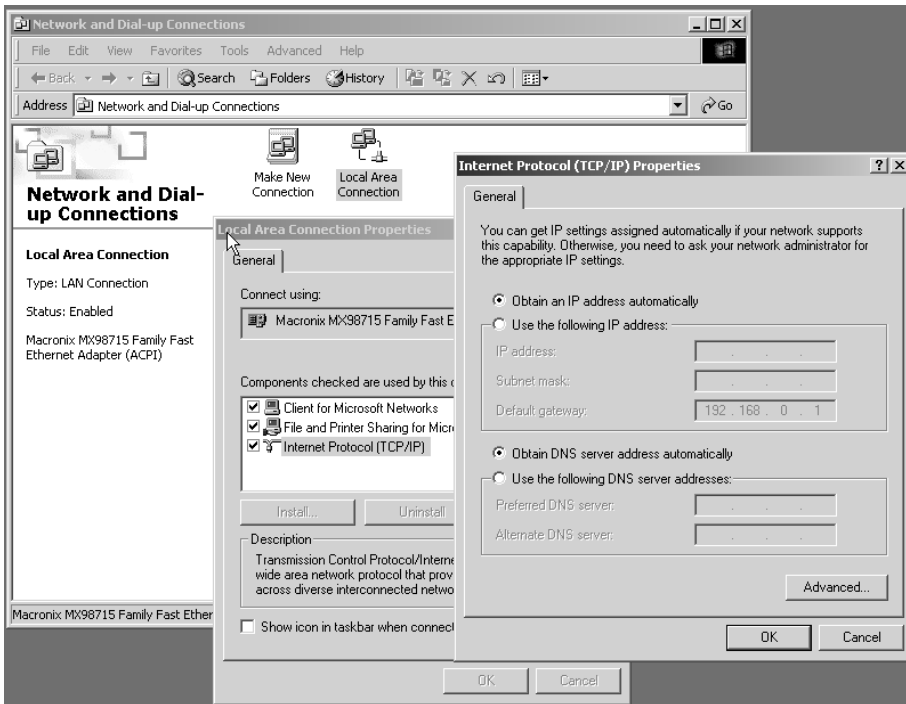 Network and Dial-up Connections
File Edit View Favorites Tools Advanced Help
Back Search Folders History
Address Network and Dial-up Connections Go
Make New Connection
Local Area Connection
Network and Dial-
up Connections
Local Area Connection
Type: LAN Connection
Status: Enabled
Macronix MX98715 Family Fast
Ethernet Adapter (ACPI)
Macronix MX98715 Family Fast Ether
Local Area Connection Properties
General
Connect using:
Macronix MX98715 Family Fast E
Components checked are used by this c
Client for Microsoft Networks
File and Printer Sharing for Micr
Internet Protocol (TCP/IP)
Install... Uninstall
Description
Transmission Control Protocol/Interne
wide area network protocol that prov
across diverse interconnected netwo
Show icon in taskbar when connect
OK Cancel
Internet Protocol (TCP/IP) Properties
General
You can get IP settings assigned automatically if your network supports
this capability. Otherwise, you need to ask your network administrator for
the appropriate IP settings.
Obtain an IP address automatically
Use the following IP address:
IP address: . . .
Subnet mask: . . .
Default gateway: 192 . 168 . 0 . 1
Obtain DNS server address automatically
Use the following DNS server addresses:
Preferred DNS server: . . .
Alternate DNS server: . . .
Advanced...
OK Cancel